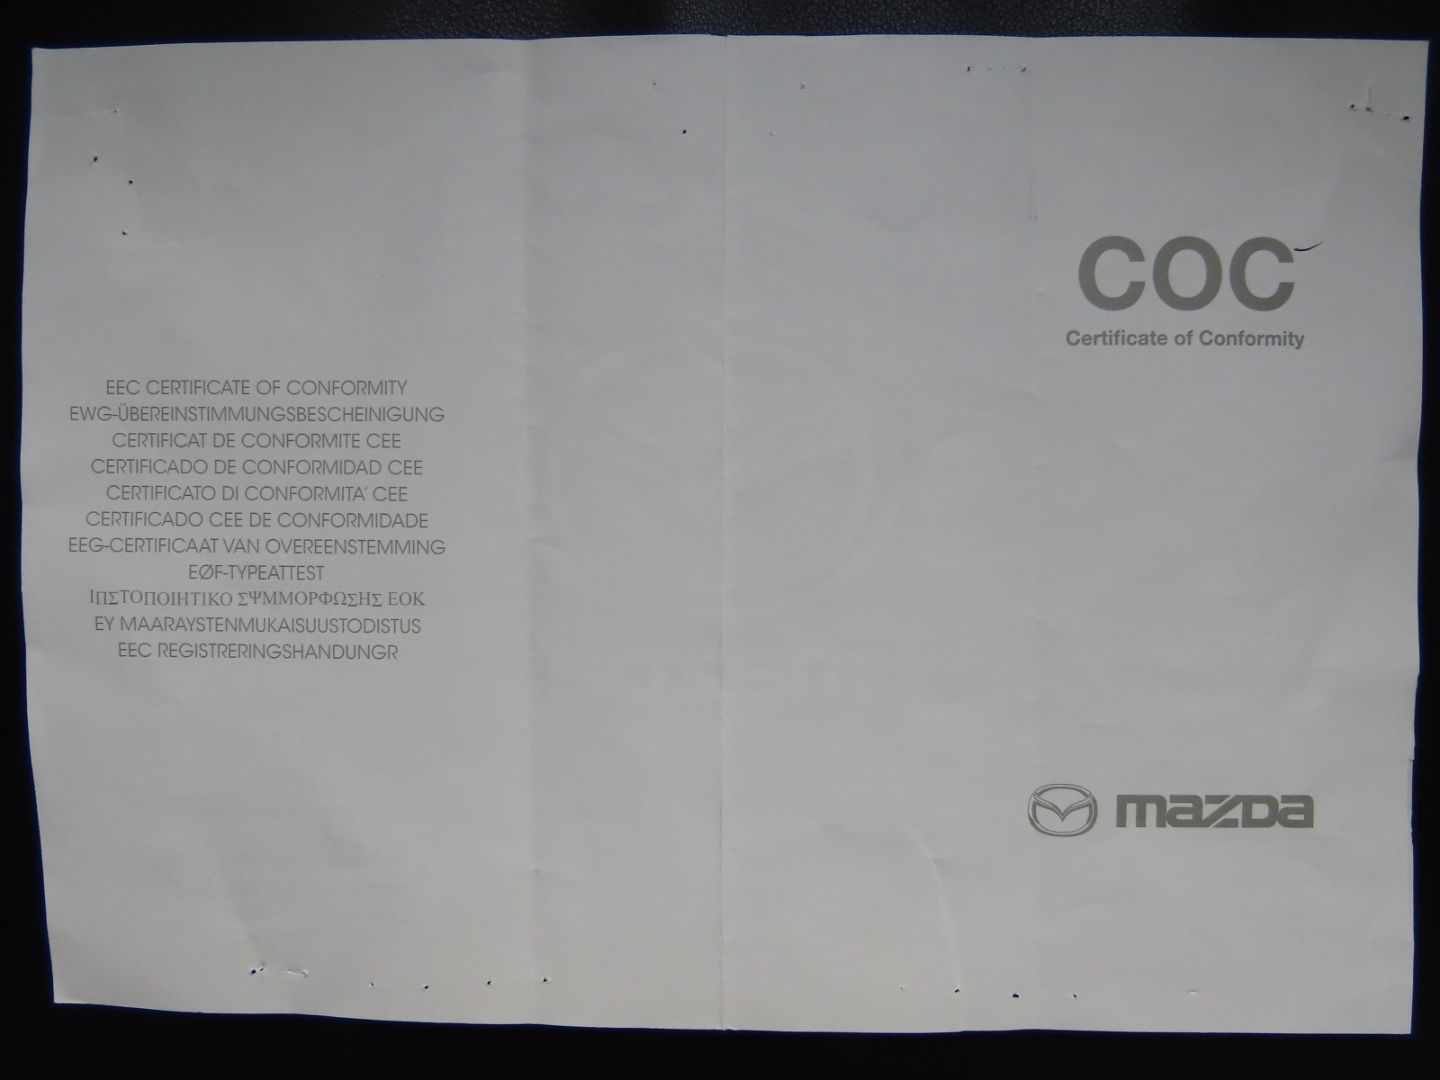 EEC CERTIFICATE OF CONFORMITY
EWG-ÜBEREINSTIMMUNGSBESCHEINIGUNG
CERTIFICAT DE CONFORMITE CEE
CERTIFICADO DE CONFORMIDAD CEE
CERTIFICATO DI CONFORMITA' CEE
CERTIFICADO CEE DE CONFORMIDADE
EEG-CERTIFICAAT VAN OVEREENSTEMMING
EØF-TYPEATTEST
ΙΠΣΤΟΠΟΙΗΤΙΚΟ ΣΨΜΜΟΡΦΩΣΗΣ ΕΟΚ
EY MAARAYSTENMUKAISUUSTODISTUS
EEC REGISTRERINGSHANDUNGR
COC
Certificate of Conformity
mazda